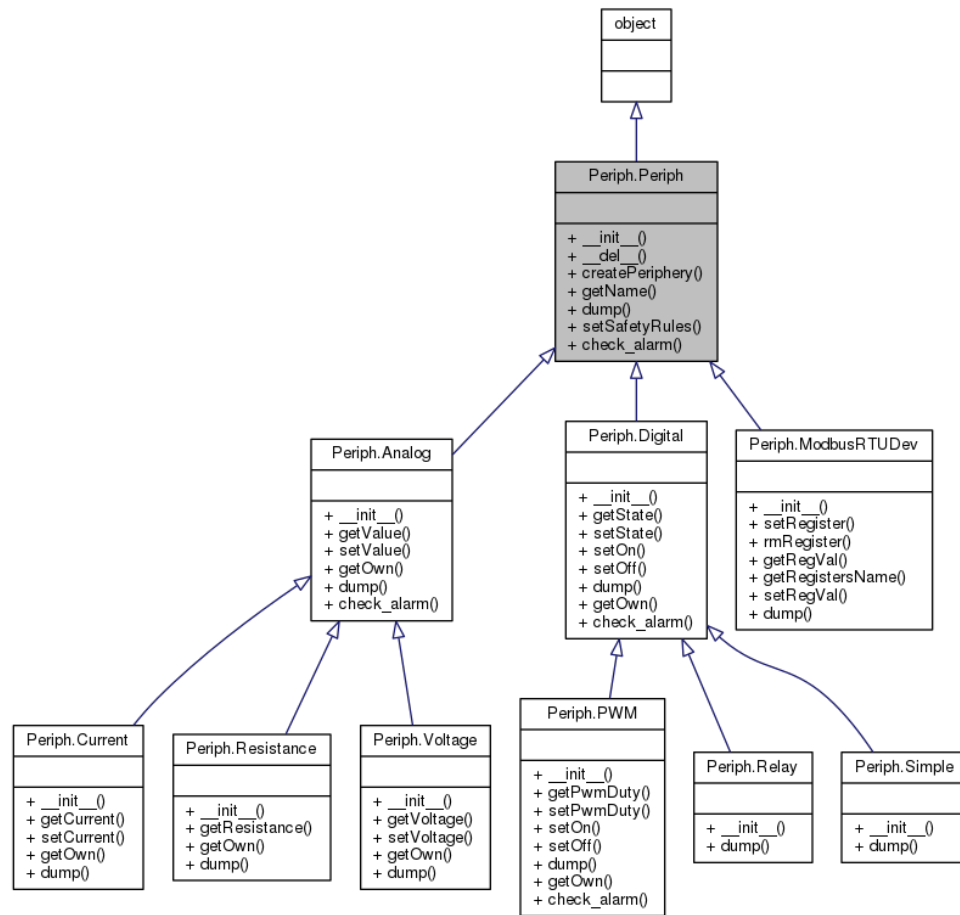 object
Periph.Periph
+ __init__()
+ __del__()
+ createPeriphery()
+ getName()
+ dump()
+ setSafetyRules()
+ check_alarm()
Periph.Analog
+ __init__()
+ getValue()
+ setValue()
+ getOwn()
+ dump()
+ check_alarm()
Periph.Digital
+ __init__()
+ getState()
+ setState()
+ setOn()
+ setOff()
+ dump()
+ getOwn()
+ check_alarm()
Periph.ModbusRTUDev
+ __init__()
+ setRegister()
+ rmRegister()
+ getRegVal()
+ getRegistersName()
+ setRegVal()
+ dump()
Periph.Current
+ __init__()
+ getCurrent()
+ setCurrent()
+ getOwn()
+ dump()
Periph.Resistance
+ __init__()
+ getResistance()
+ getOwn()
+ dump()
Periph.Voltage
+ __init__()
+ getVoltage()
+ setVoltage()
+ getOwn()
+ dump()
Periph.PWM
+ __init__()
+ getPwmDuty()
+ setPwmDuty()
+ setOn()
+ setOff()
+ dump()
+ getOwn()
+ check_alarm()
Periph.Relay
+ __init__()
+ dump()
Periph.Simple
+ __init__()
+ dump()